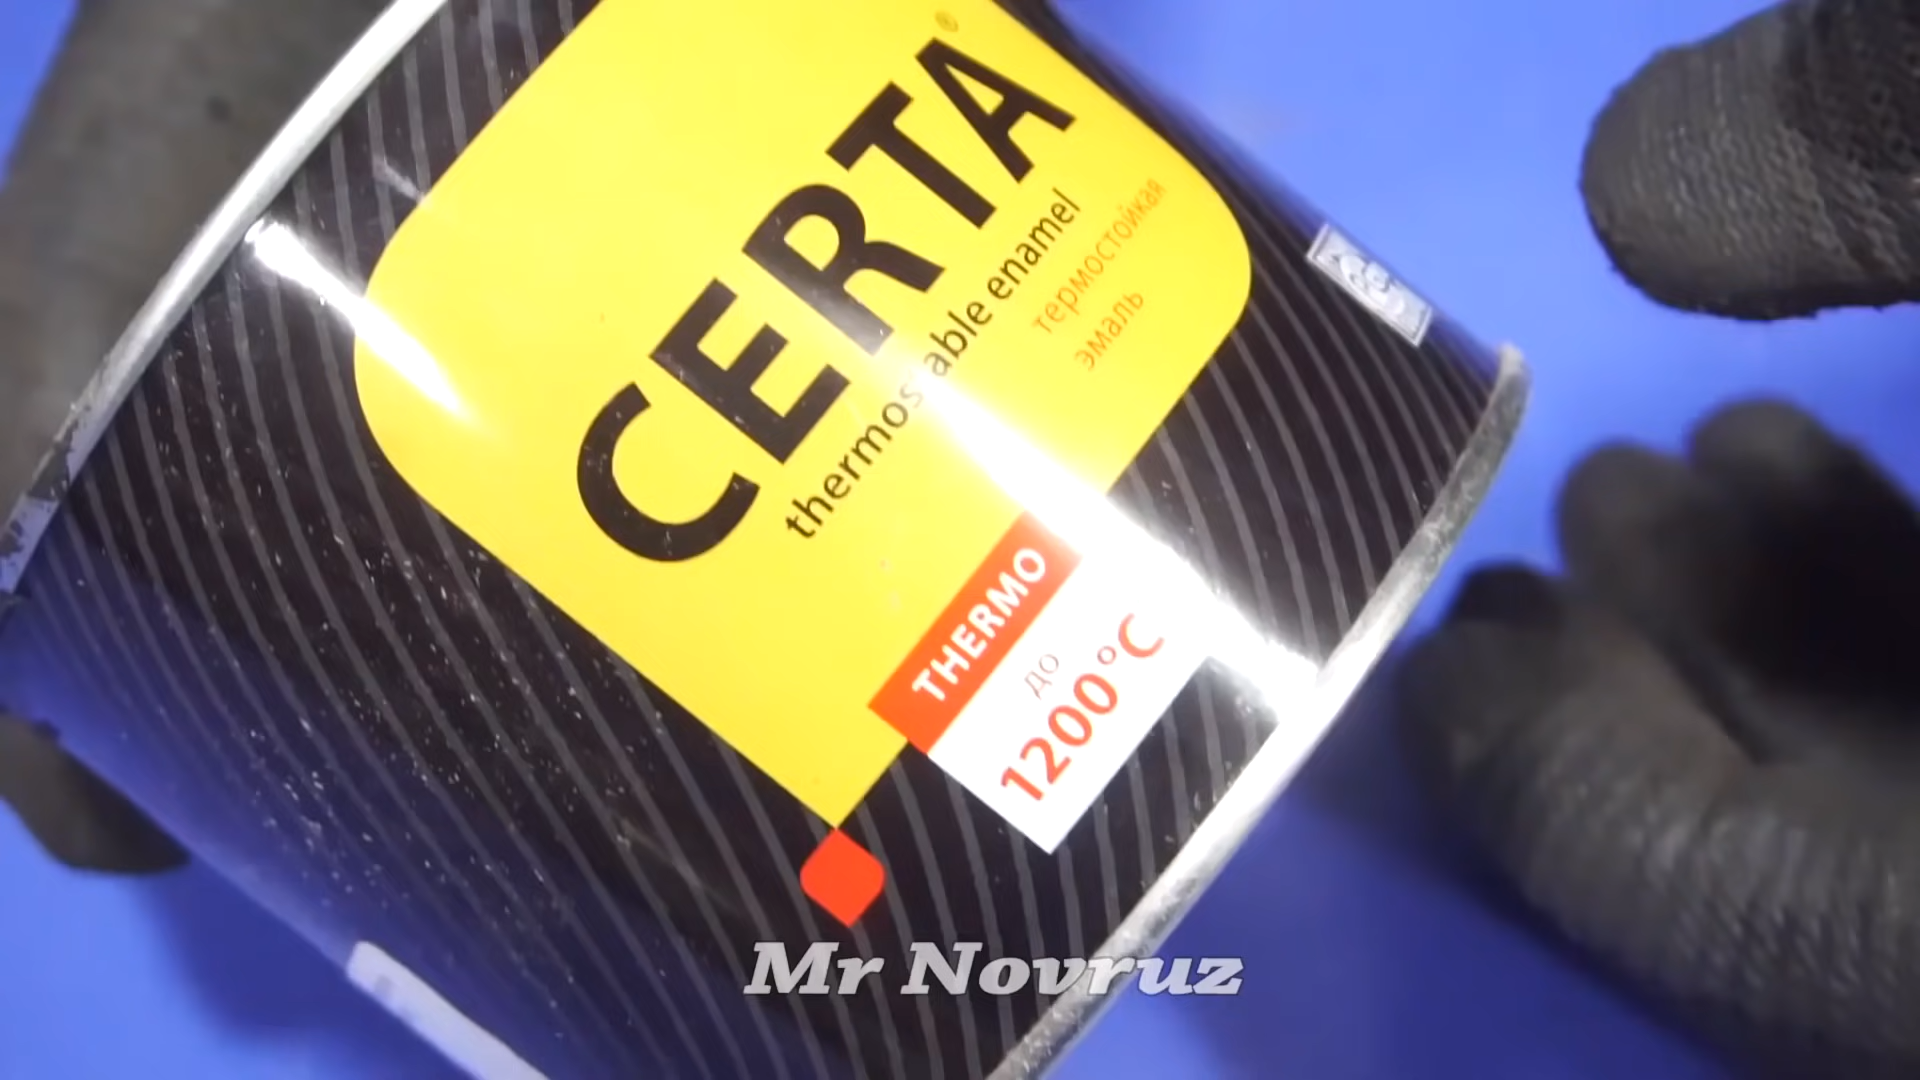 CERTA®
thermostable enamel
термостойкая
эмаль
THERMO
до
1200°C
Mr Novruz